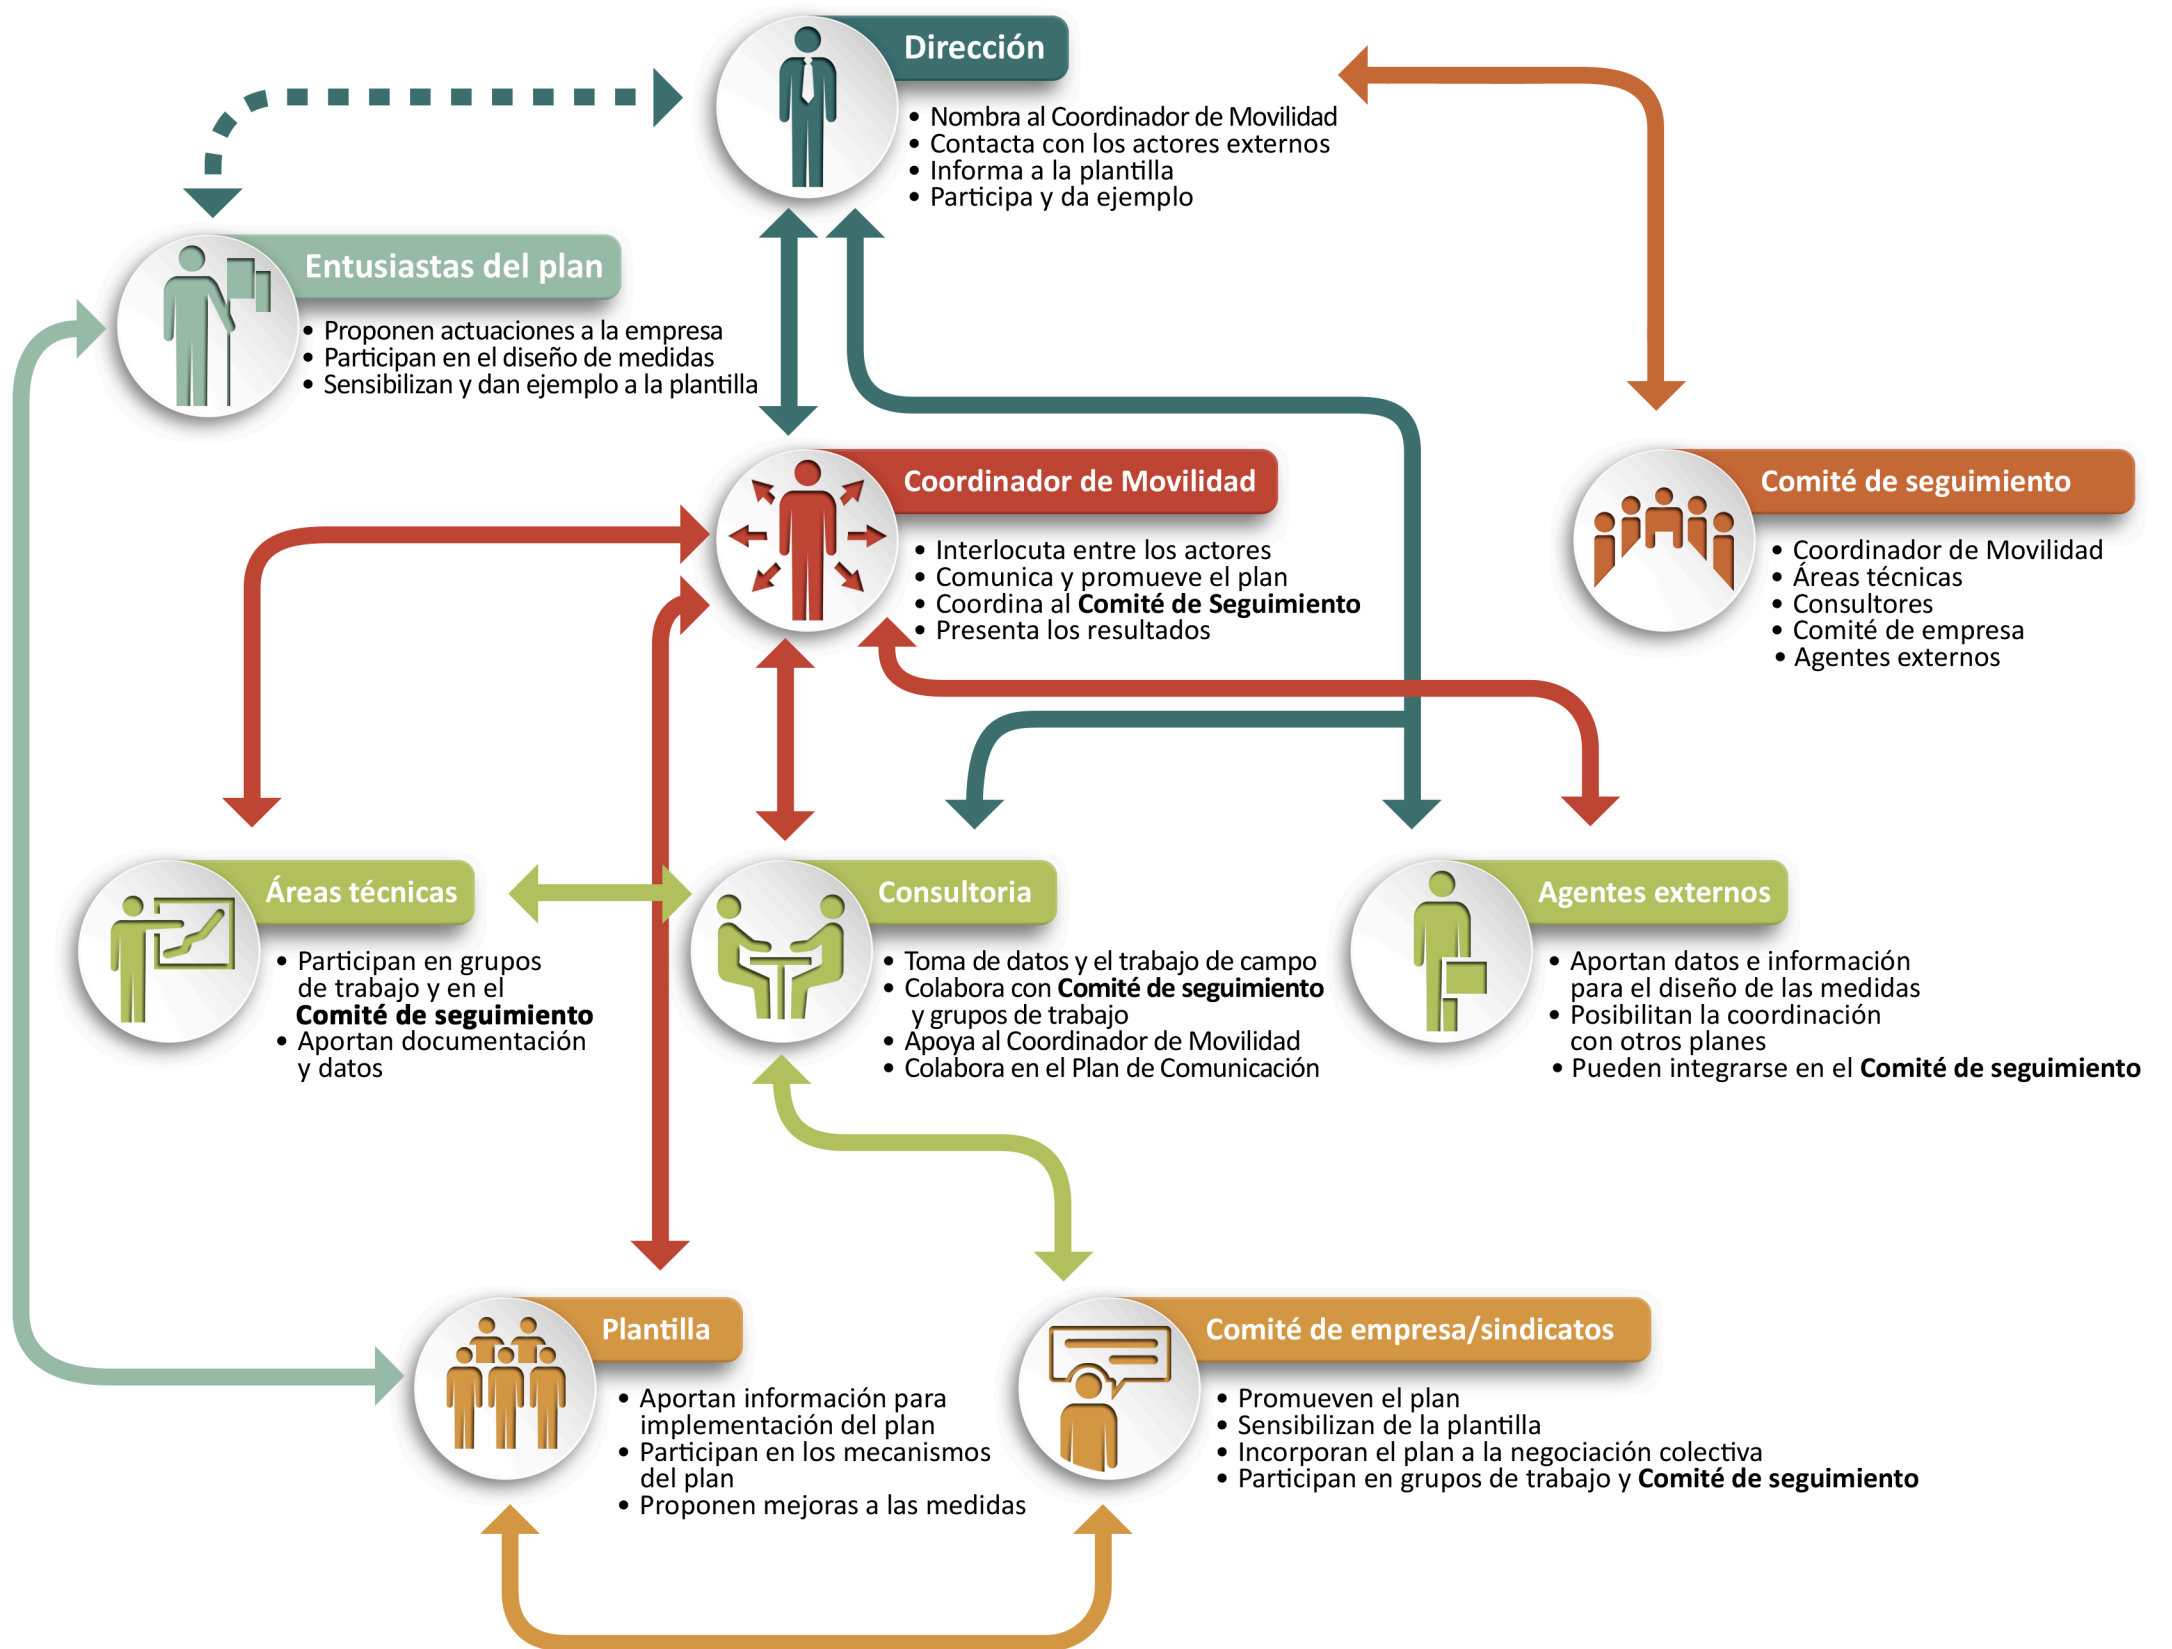 Dirección
• Nombra al Coordinador de Movilidad
• Contacta con los actores externos
• Informa a la plantilla
• Participa y da ejemplo
Entusiastas del plan
• Proponen actuaciones a la empresa
• Participan en el diseño de medidas
• Sensibilizan y dan ejemplo a la plantilla
Coordinador de Movilidad
• Interlocuta entre los actores
• Comunica y promueve el plan
• Coordina al Comité de Seguimiento
• Presenta los resultados
Comité de seguimiento
• Coordinador de Movilidad
• Áreas técnicas
• Consultores
• Comité de empresa
• Agentes externos
Áreas técnicas
• Participan en grupos
de trabajo y en el
Comité de seguimiento
• Aportan documentación
y datos
Consultoria
• Toma de datos y el trabajo de campo
• Colabora con Comité de seguimiento
y grupos de trabajo
• Apoya al Coordinador de Movilidad
• Colabora en el Plan de Comunicación
Agentes externos
• Aportan datos e información
para el diseño de las medidas
• Posibilitan la coordinación
con otros planes
• Pueden integrarse en el Comité de seguimiento
Plantilla
• Aportan información para
implementación del plan
• Participan en los mecanismos
del plan
• Proponen mejoras a las medidas
Comité de empresa/sindicatos
• Promueven el plan
• Sensibilizan de la plantilla
• Incorporan el plan a la negociación colectiva
• Participan en grupos de trabajo y Comité de seguimiento